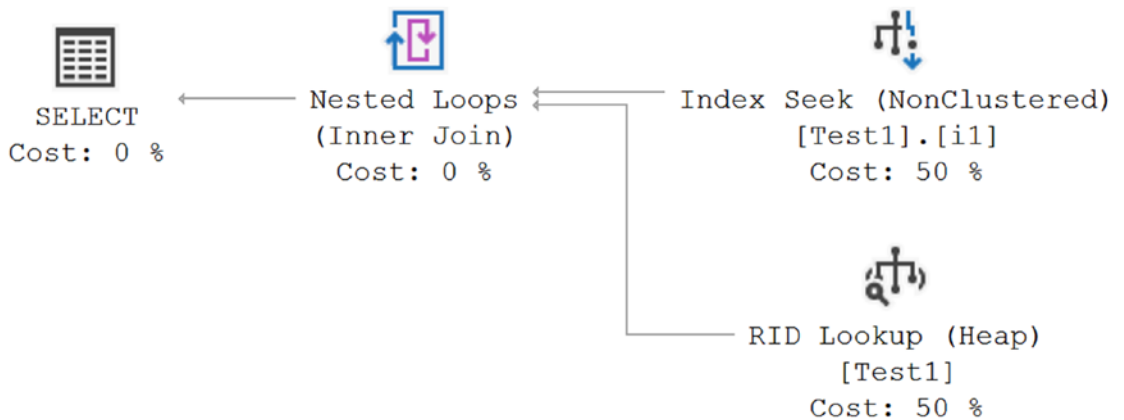 SELECT
Cost: 0 %
Nested Loops
(Inner Join)
Cost: 0 %
Index Seek (NonClustered)
[Test1].[i1]
Cost: 50 %
RID Lookup (Heap)
[Test1]
Cost: 50 %